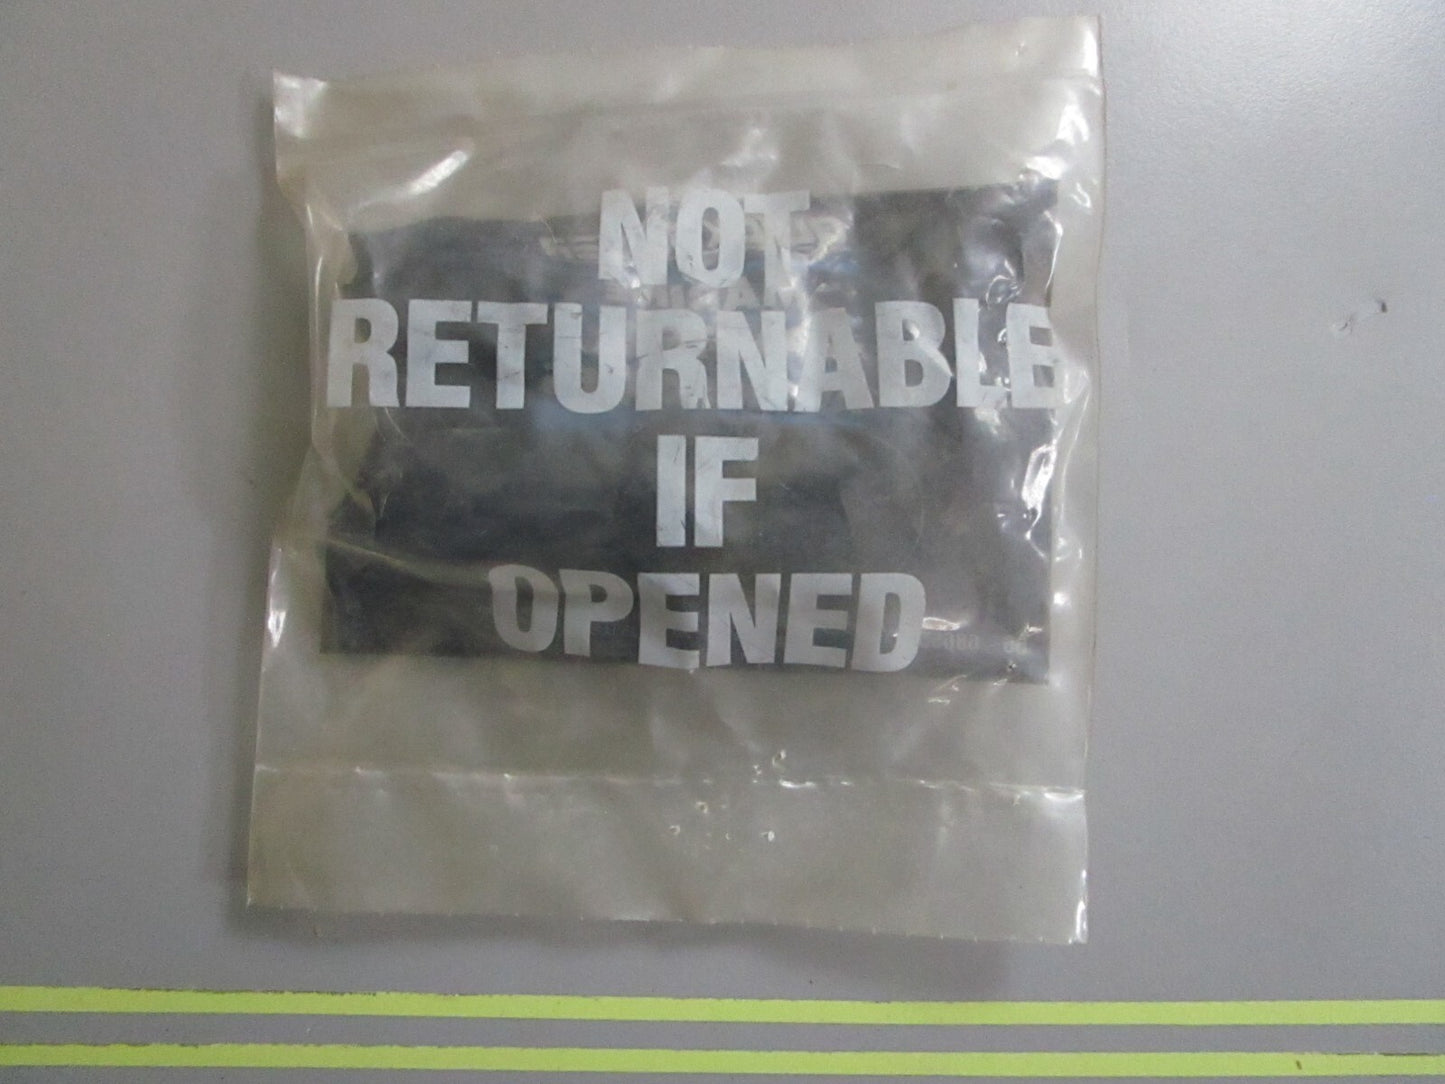 NOT
RETURNABLE
IF
OPENED